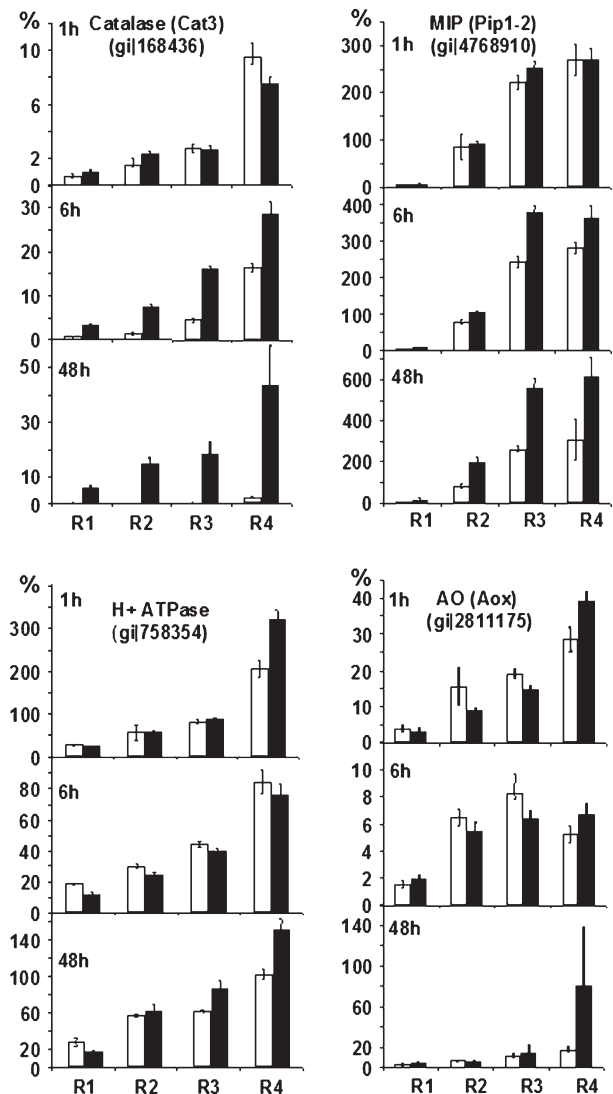 %
1h
Catalase (Cat3)
(gi|168436)
10
8
6
4
2
0
6h
30
20
10
0
48h
50
40
30
20
10
0
R1 R2 R3 R4
%
1h
MIP (Pip1-2)
(gi|4768910)
300
200
100
0
6h
400
300
200
100
0
48h
600
400
200
0
R1 R2 R3 R4
%
1h
H+ ATPase
(gi|758354)
300
200
100
0
6h
80
60
40
20
0
48h
140
100
60
20
0
R1 R2 R3 R4
%
1h
AO (Aox)
(gi|2811175)
40
30
20
10
0
6h
8
6
4
2
0
48h
140
100
60
20
0
R1 R2 R3 R4